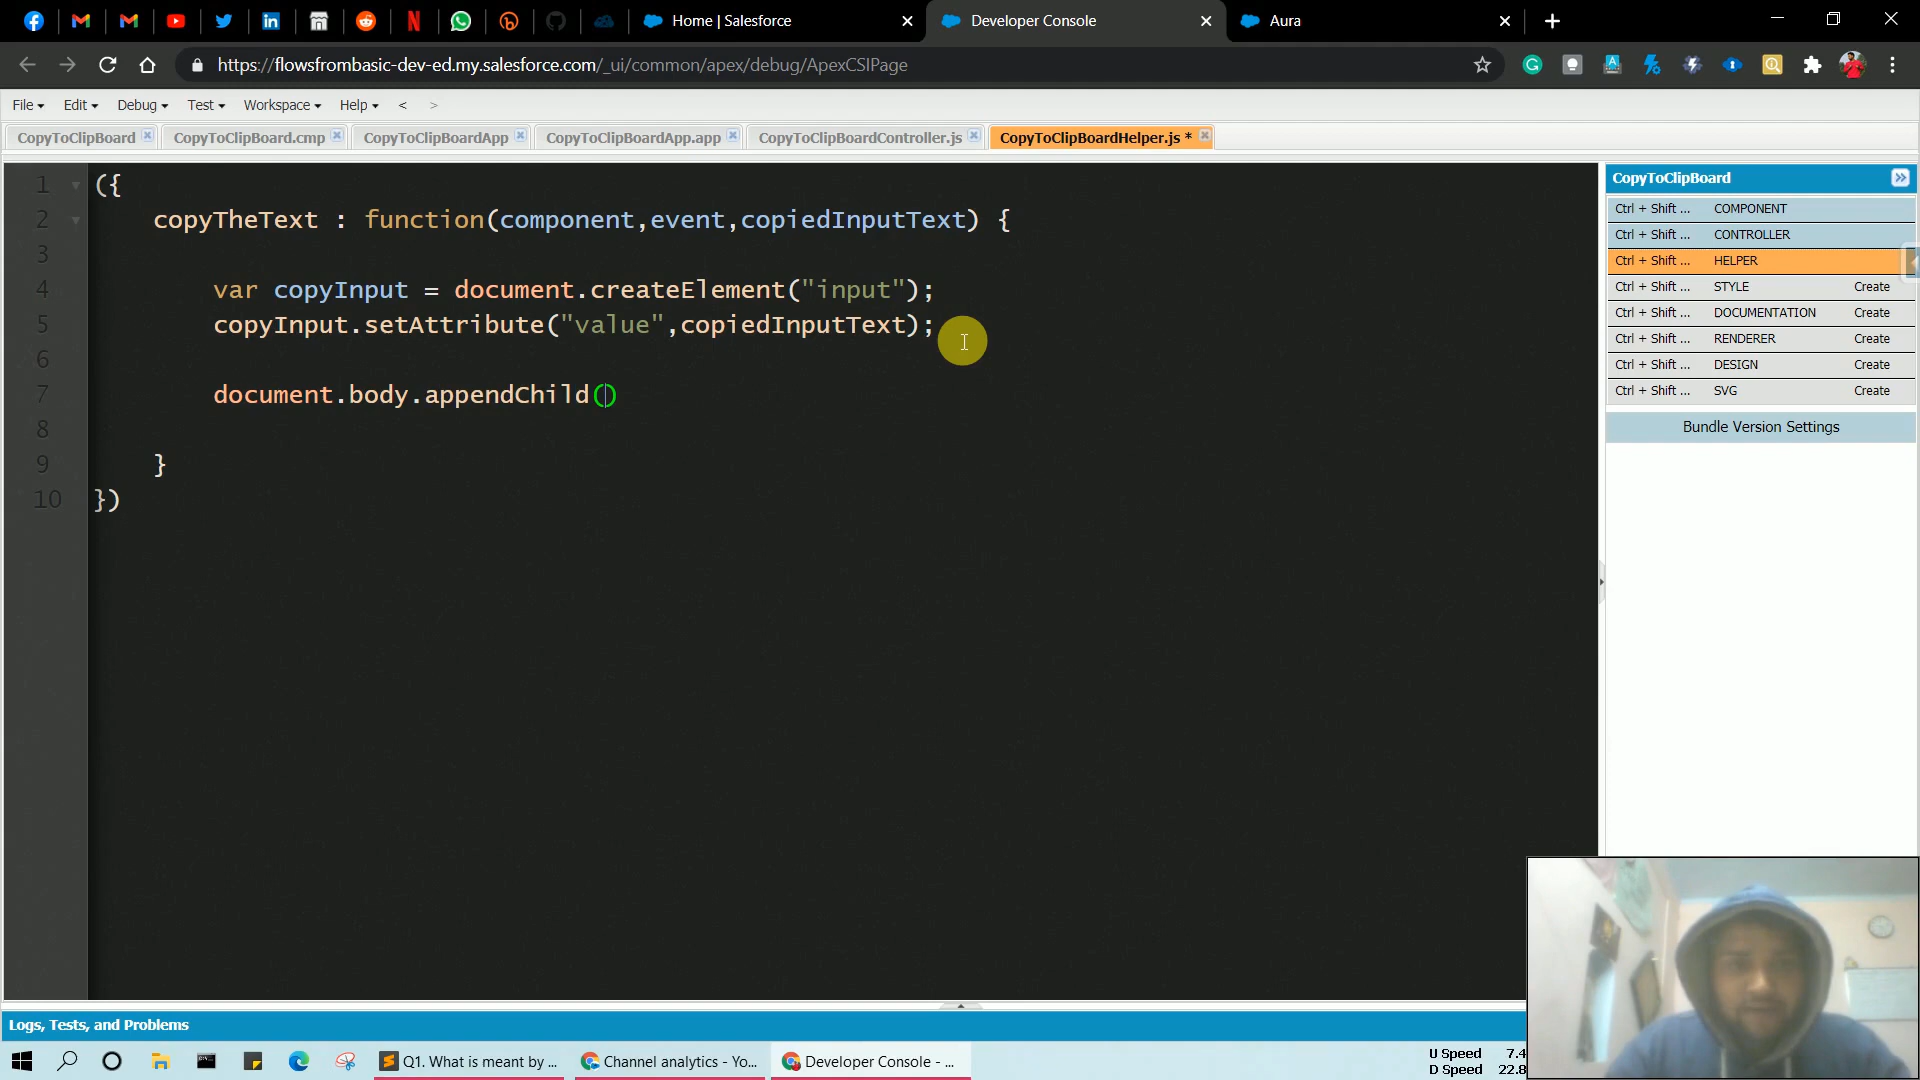 Home | Salesforce
Developer Console
Aura
https://flowsfrombasic-dev-ed.my.salesforce.com/_ui/common/apex/debug/ApexCSIPage
File Edit Debug Test Workspace Help < >
CopyToClipBoard CopyToClipBoard.cmp CopyToClipBoardApp CopyToClipBoardApp.app CopyToClipBoardController.js CopyToClipBoardHelper.js *
1 ({
2 copyTheText : function(component,event,copiedInputText) {
3
4 var copyInput = document.createElement("input");
5 copyInput.setAttribute("value",copiedInputText);
6
7 document.body.appendChild()
8
9 }
10 })
CopyToClipBoard
Ctrl + Shift ... COMPONENT
Ctrl + Shift ... CONTROLLER
Ctrl + Shift ... HELPER
Ctrl + Shift ... STYLE Create
Ctrl + Shift ... DOCUMENTATION Create
Ctrl + Shift ... RENDERER Create
Ctrl + Shift ... DESIGN Create
Ctrl + Shift ... SVG Create
Bundle Version Settings
Logs, Tests, and Problems
Q1. What is meant by ...
Channel analytics - Yo...
Developer Console - ...
U Speed 7.4
D Speed 22.8